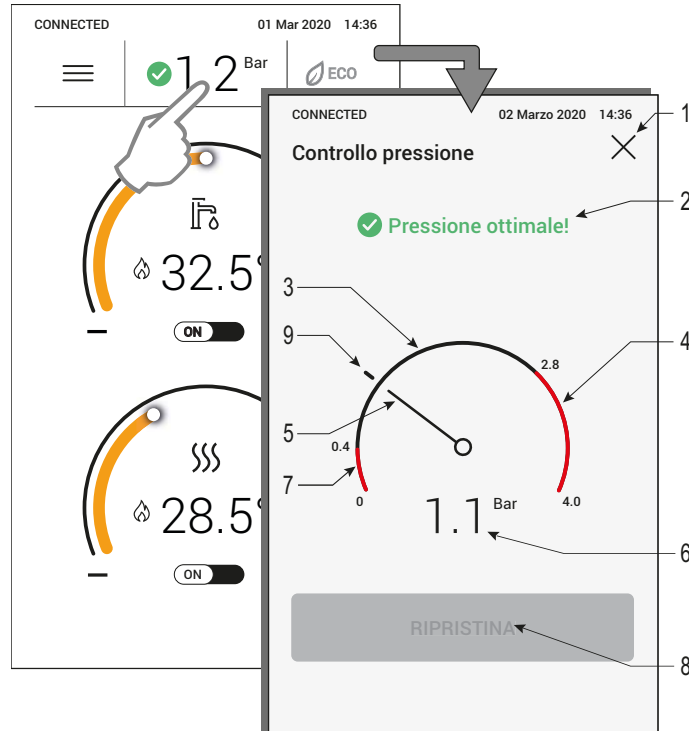 CONNECTED 01 Mar 2020 14:36
1.2 Bar
ECO
32.5°
ON
28.5°
ON
CONNECTED 02 Marzo 2020 14:36
1
Controllo pressione
2
Pressione ottimale!
3
9
4
2.8
5
0.4
7
0
4.0
1.1 Bar
6
RIPRISTINA
8